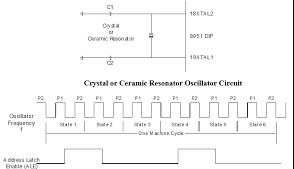 C1
18XTAL2
Crystal
or
Ceramic Resonator
8051 DIP
C2
19XTAL1
Crystal or Ceramic Resonator Oscillator Circuit
P2 P1 P2 P1 P2 P1 P2 P1 P2 P1 P2 P1 P2 P1
Oscillator
Frequency
f
State 1 State 2 State 3 State 4 State 5 State 6
One Machine Cycle
Address Latch
Enable (ALE)